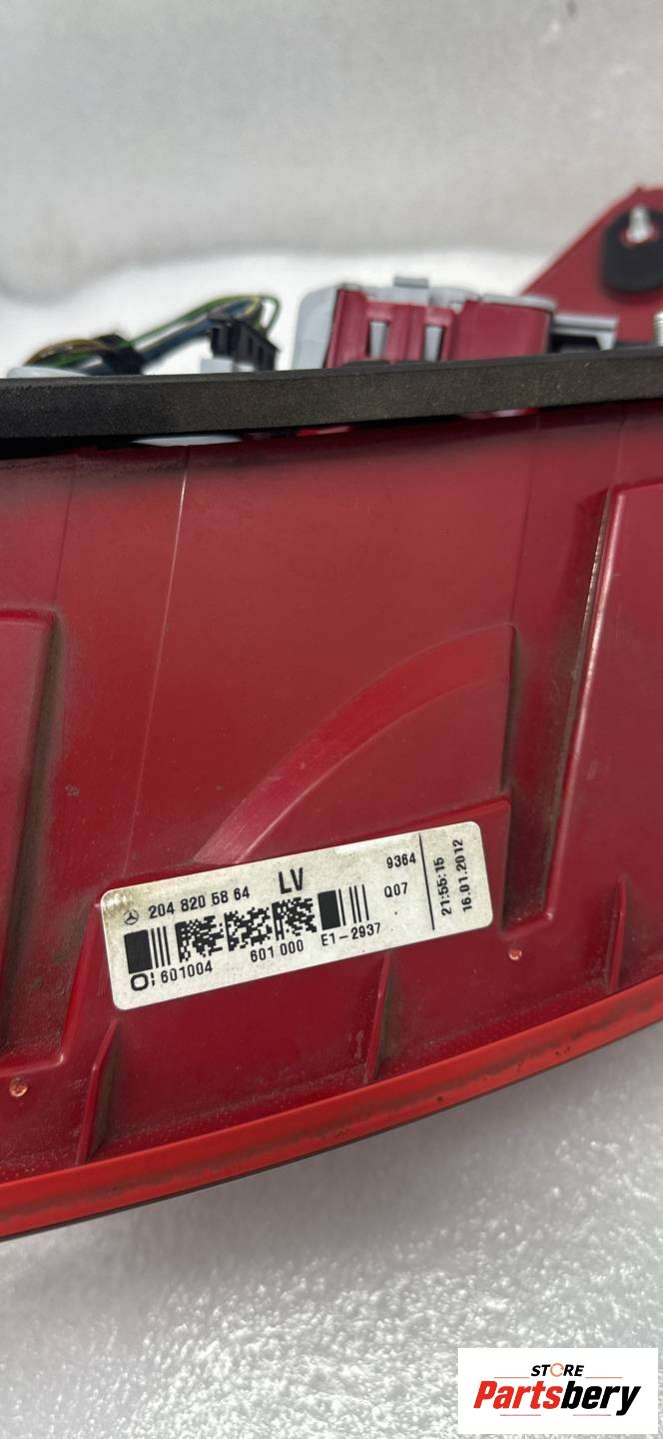 204 820 58 64 LV 9364
Q07
21:55:15
16.01.2012
601004 601 000 E1-2937
STORE
Partsbery